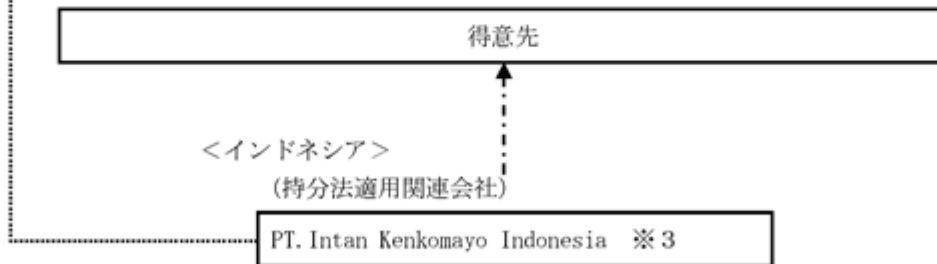 得意先
<インドネシア>
(持分法適用関連会社)
PT. Intan Kenkomayo Indonesia ※3